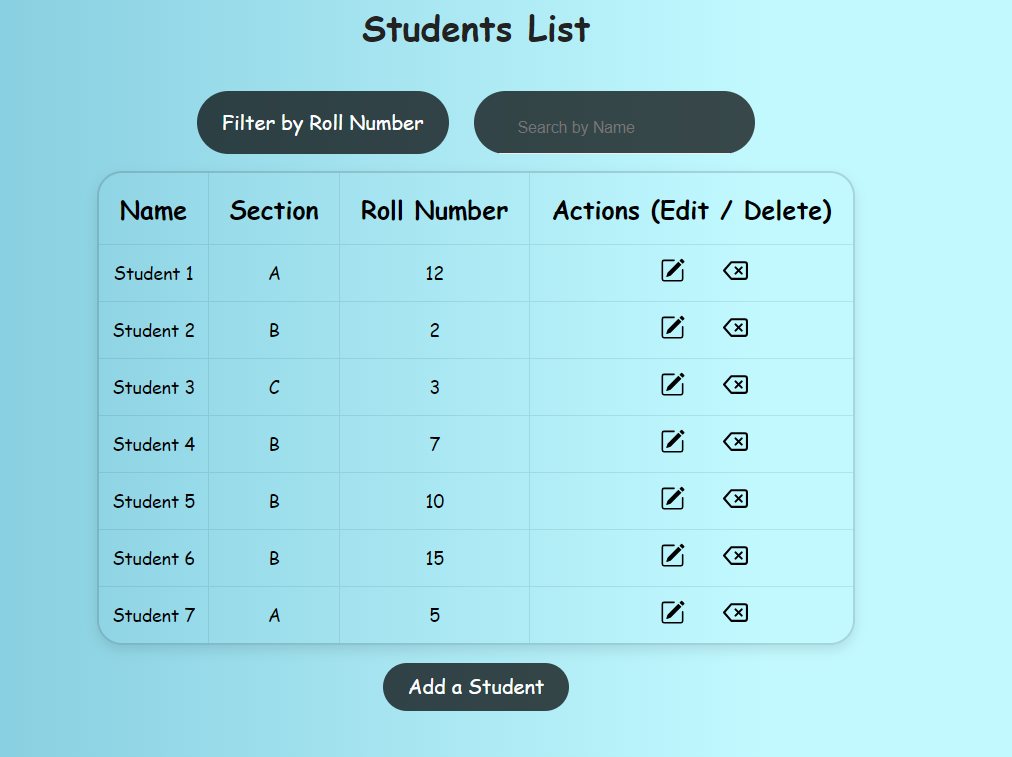 Students List
Filter by Roll Number Search by Name
Name Section Roll Number Actions (Edit / Delete)
Student 1 A 12
Student 2 B 2
Student 3 C 3
Student 4 B 7
Student 5 B 10
Student 6 B 15
Student 7 A 5
Add a Student